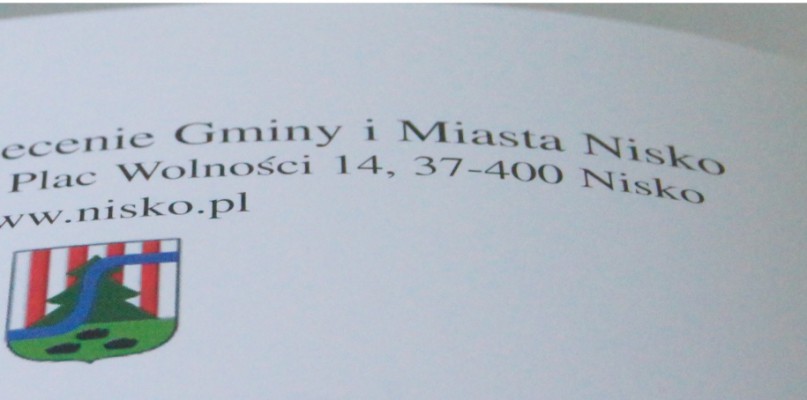 ecenie Gminy i Miasta Nisko
Plac Wolności 14, 37-400 Nisko
ww.nisko.pl